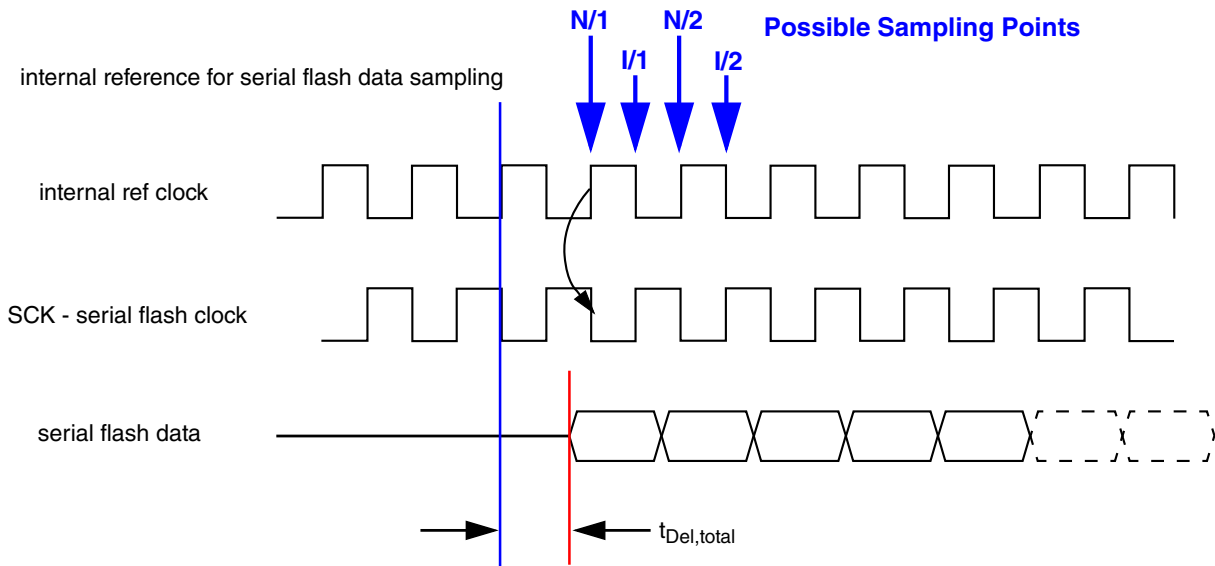 N/1
N/2
Possible Sampling Points
I/1
I/2
internal reference for serial flash data sampling
internal ref clock
SCK - serial flash clock
serial flash data
tDel,total